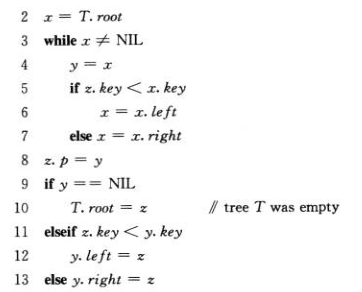 2 x = T. root
3 while x ≠ NIL
4 y = x
5 if z. key < x. key
6 x = x. left
7 else x = x. right
8 z. p = y
9 if y == NIL
10 T. root = z // tree T was empty
11 elseif z. key < y. key
12 y. left = z
13 else y. right = z